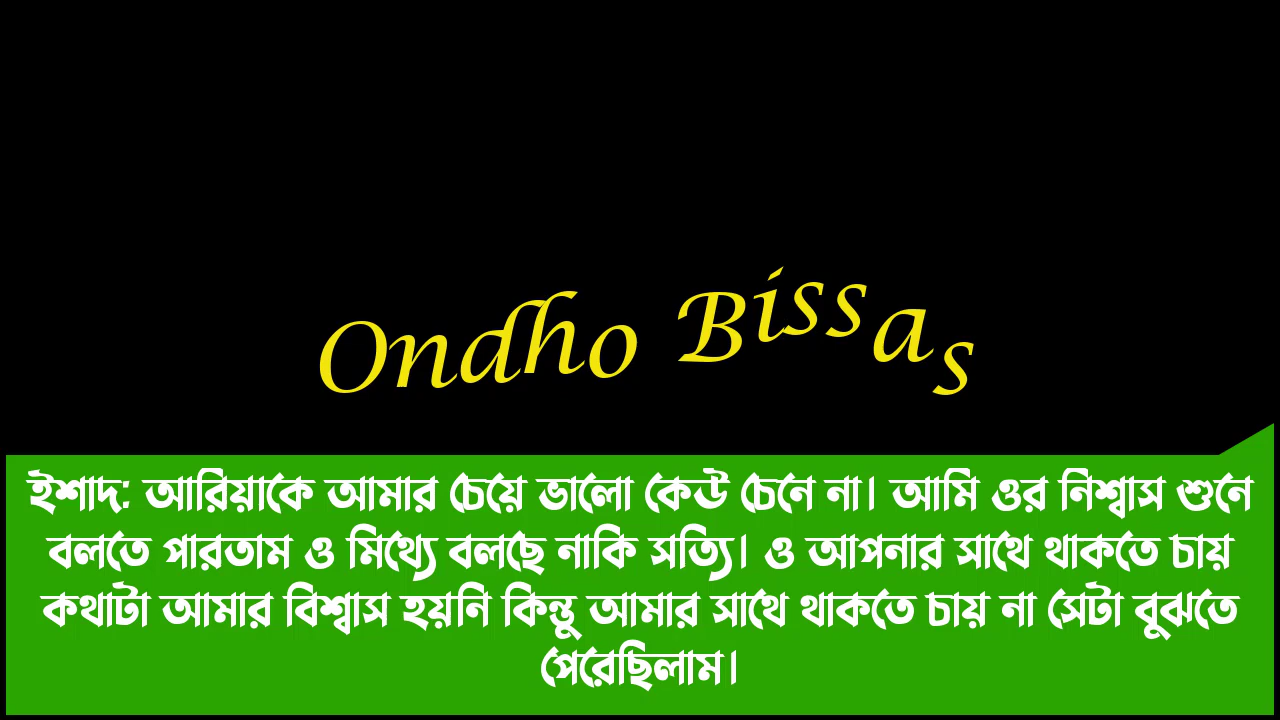 Ondho Bissas
ইশাদ: আরিয়াকে আমার চেয়ে ভালো কেউ চেনে না। আমি ওর নিশ্বাস শুনে
বলতে পারতাম ও মিথ্যে বলছে নাকি সত্যি। ও আপনার সাথে থাকতে চায়
কথাটা আমার বিশ্বাস হয়নি কিন্তু আমার সাথে থাকতে চায় না সেটা বুঝতে
পেরেছিলাম।